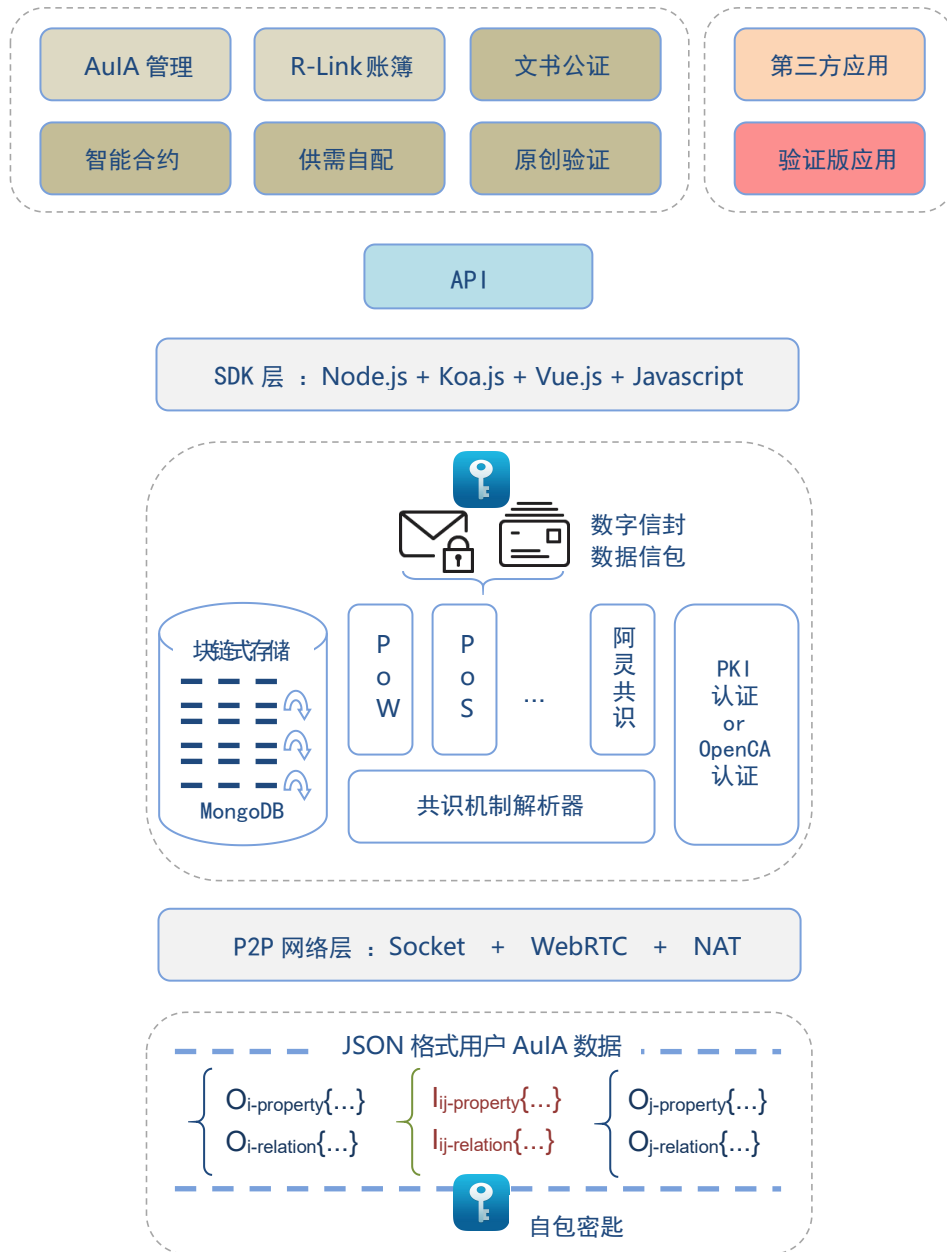 AuIA 管理
R-Link 账簿
文书公证
第三方应用
智能合约
供需自配
原创验证
验证版应用
API
SDK 层 ： Node.js + Koa.js + Vue.js + Javascript
数字信封
数据信包
块链式存储
MongoDB
PoW
PoS
...
阿灵共识
共识机制解析器
PKI
认证
or
OpenCA
认证
P2P 网络层 ： Socket + WebRTC + NAT
JSON 格式用户 AuIA 数据
Oi-property{...}
Oi-relation{...}
Iij-property{...}
Iij-relation{...}
Oj-property{...}
Oj-relation{...}
自包密匙